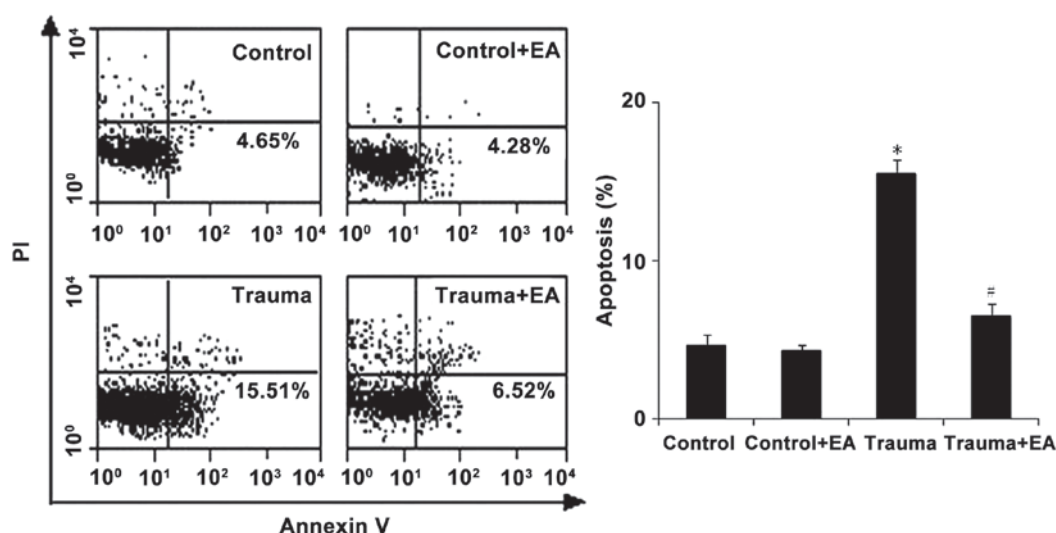 10⁴
Control
4.65%
10⁰
10⁰ 10¹ 10² 10³ 10⁴
Control+EA
4.28%
10⁰ 10¹ 10² 10³ 10⁴
PI
10⁴
Trauma
15.51%
10⁰
10⁰ 10¹ 10² 10³ 10⁴
Trauma+EA
6.52%
10⁰ 10¹ 10² 10³ 10⁴
Annexin V
Apoptosis (%)
20
10
0
*
#
Control Control+EA Trauma Trauma+EA